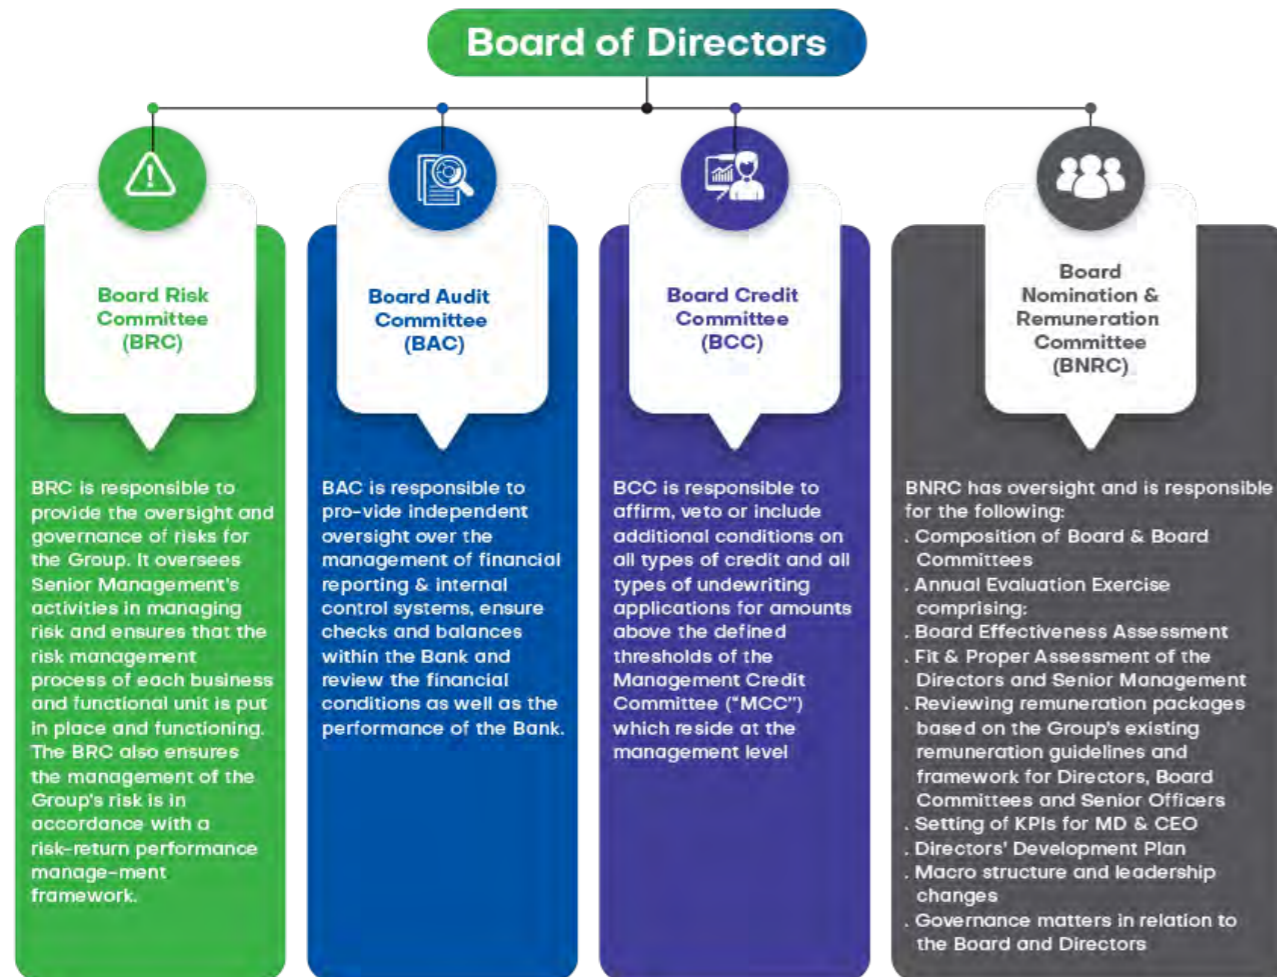 Board of Directors
Board Risk
Committee
(BRC)
BRC is responsible to
provide the oversight and
governance of risks for
the Group. It oversees
Senior Management's
activities in managing
risk and ensures that the
risk management
process of each business
and functional unit is put
in place and functioning.
The BRC also ensures
the management of the
Group's risk is in
accordance with a
risk-return performance
manage-ment
framework.
Board Audit
Committee
(BAC)
BAC is responsible to
pro-vide independent
oversight over the
management of financial
reporting & internal
control systems, ensure
checks and balances
within the Bank and
review the financial
conditions as well as the
performance of the Bank.
Board Credit
Committee
(BCC)
BCC is responsible to
affirm, veto or include
additional conditions on
all types of credit and all
types of undewriting
applications for amounts
above the defined
thresholds of the
Management Credit
Committee ("MCC")
which reside at the
management level
Board
Nomination &
Remuneration
Committee
(BNRC)
BNRC has oversight and is responsible
for the following:
. Composition of Board & Board
Committees
. Annual Evaluation Exercise
comprising:
. Board Effectiveness Assessment
. Fit & Proper Assessment of the
Directors and Senior Management
. Reviewing remuneration packages
based on the Group's existing
remuneration guidelines and
framework for Directors, Board
Committees and Senior Officers
. Setting of KPIs for MD & CEO
. Directors' Development Plan
. Macro structure and leadership
changes
. Governance matters in relation to
the Board and Directors